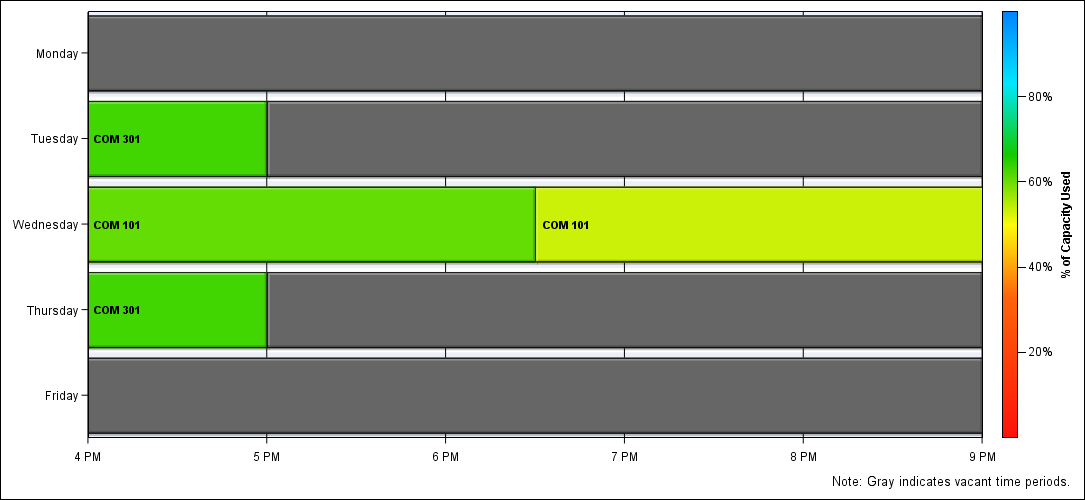 Monday
Tuesday
COM 301
Wednesday
COM 101
COM 101
Thursday
COM 301
Friday
4 PM
5 PM
6 PM
7 PM
8 PM
9 PM
80%
60%
40%
20%
% of Capacity Used
Note: Gray indicates vacant time periods.